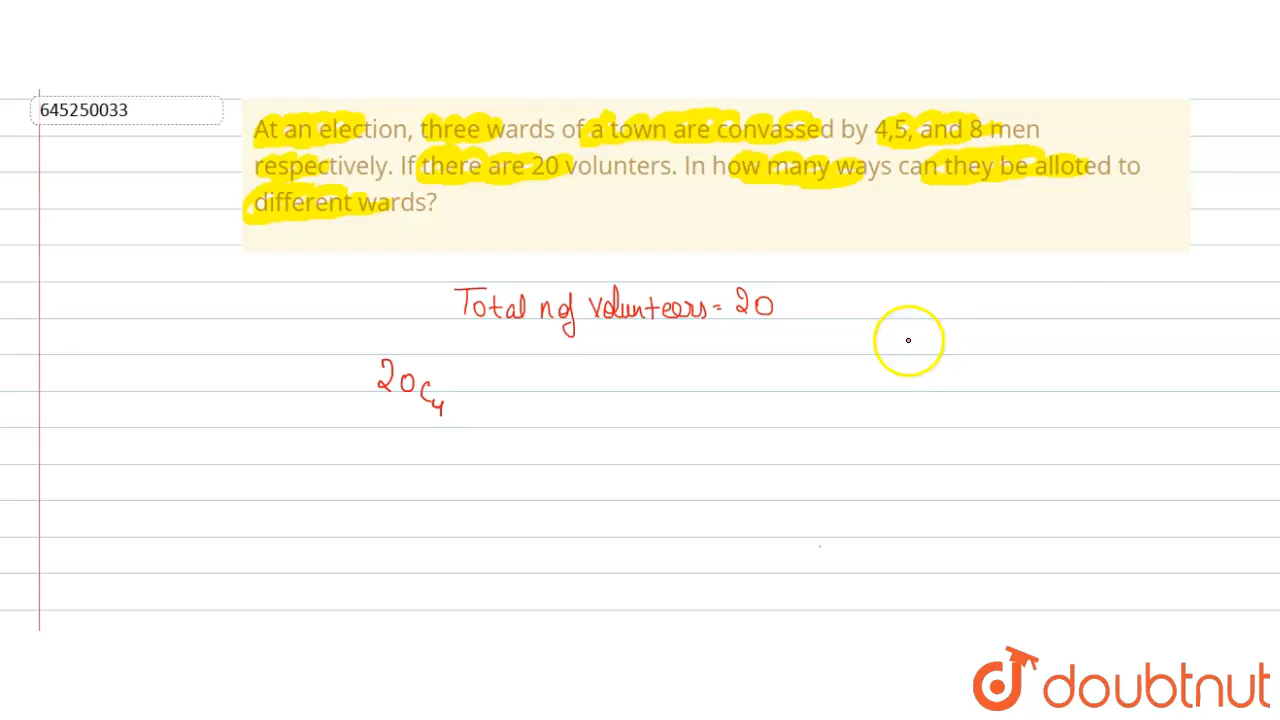 645250033
At an election, three wards of a town are convassed by 4,5, and 8 men
respectively. If there are 20 volunters. In how many ways can they be alloted to
different wards?
Total no of volunteers = 20
20C4
doubtnut